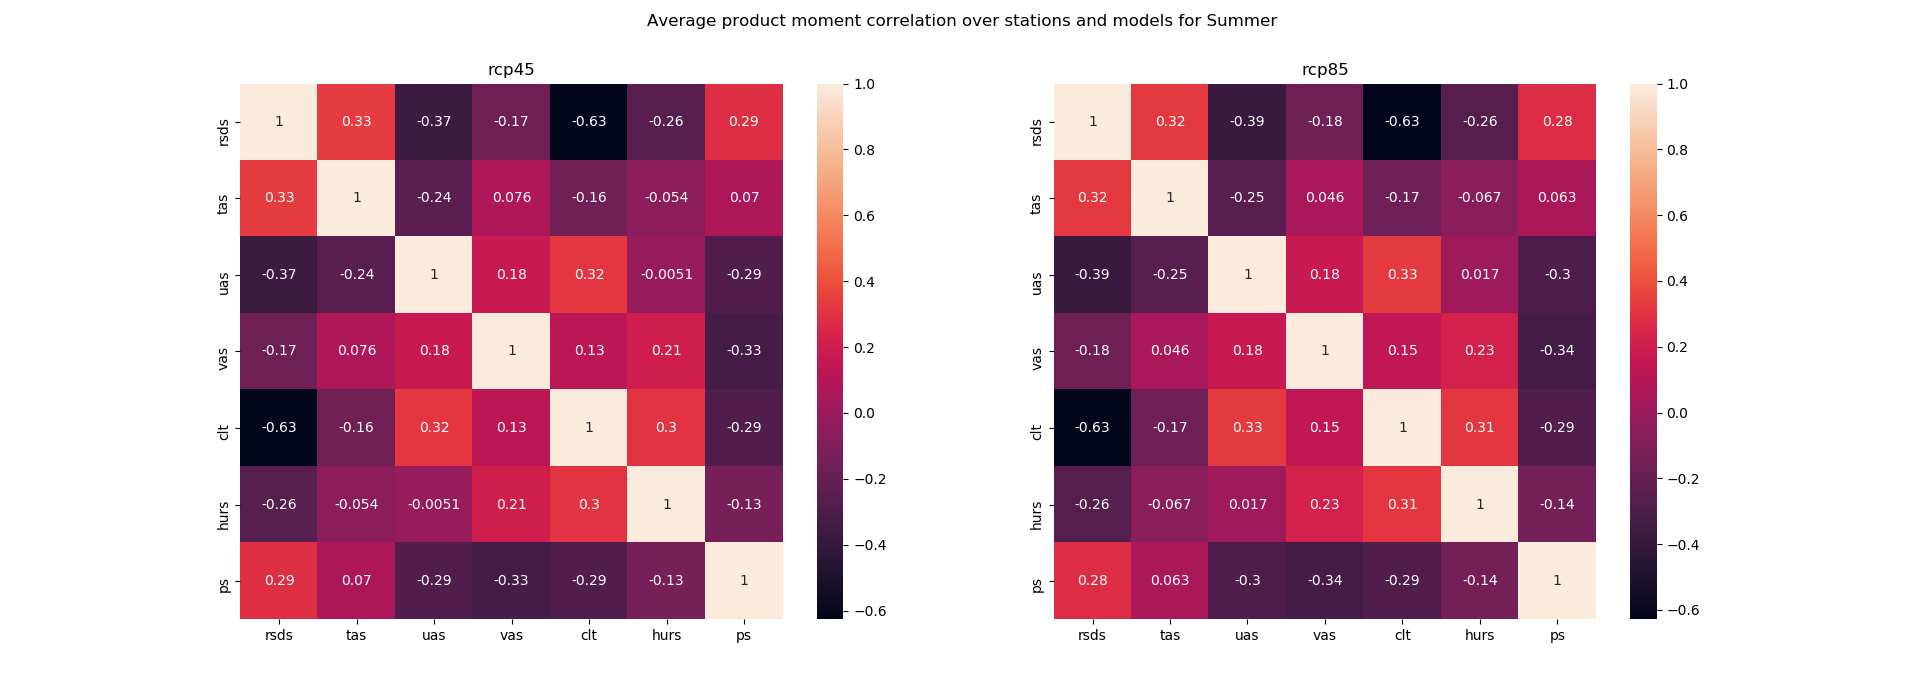 Average product moment correlation over stations and models for Summer
rcp45
rsds 1 0.33 -0.37 -0.17 -0.63 -0.26 0.29
tas 0.33 1 -0.24 0.076 -0.16 -0.054 0.07
uas -0.37 -0.24 1 0.18 0.32 -0.0051 -0.29
vas -0.17 0.076 0.18 1 0.13 0.21 -0.33
clt -0.63 -0.16 0.32 0.13 1 0.3 -0.29
hurs -0.26 -0.054 -0.0051 0.21 0.3 1 -0.13
ps 0.29 0.07 -0.29 -0.33 -0.29 -0.13 1
rsds tas uas vas clt hurs ps
1.0
0.8
0.6
0.4
0.2
0.0
−0.2
−0.4
−0.6
rcp85
rsds 1 0.32 -0.39 -0.18 -0.63 -0.26 0.28
tas 0.32 1 -0.25 0.046 -0.17 -0.067 0.063
uas -0.39 -0.25 1 0.18 0.33 0.017 -0.3
vas -0.18 0.046 0.18 1 0.15 0.23 -0.34
clt -0.63 -0.17 0.33 0.15 1 0.31 -0.29
hurs -0.26 -0.067 0.017 0.23 0.31 1 -0.14
ps 0.28 0.063 -0.3 -0.34 -0.29 -0.14 1
rsds tas uas vas clt hurs ps
1.0
0.8
0.6
0.4
0.2
0.0
−0.2
−0.4
−0.6